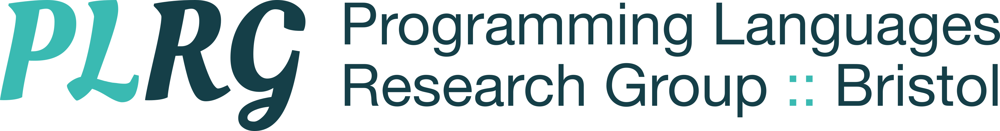 PLRG
Programming Languages
Research Group :: Bristol